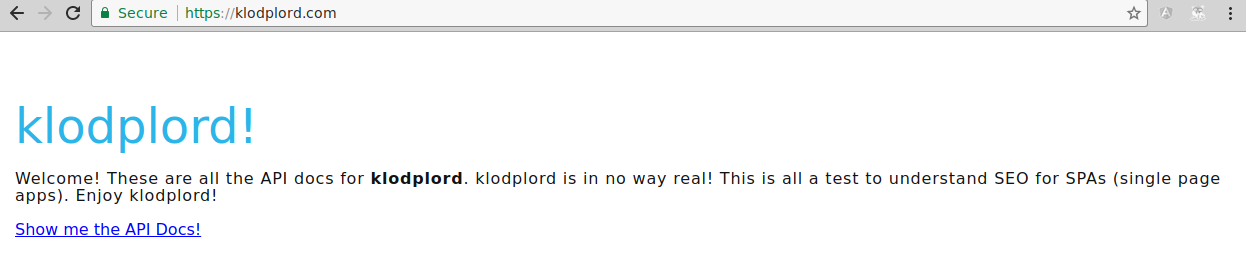 Secure https://klodplord.com
klodplord!
Welcome! These are all the API docs for klodplord. klodplord is in no way real! This is all a test to understand SEO for SPAs (single page
apps). Enjoy klodplord!
Show me the API Docs!